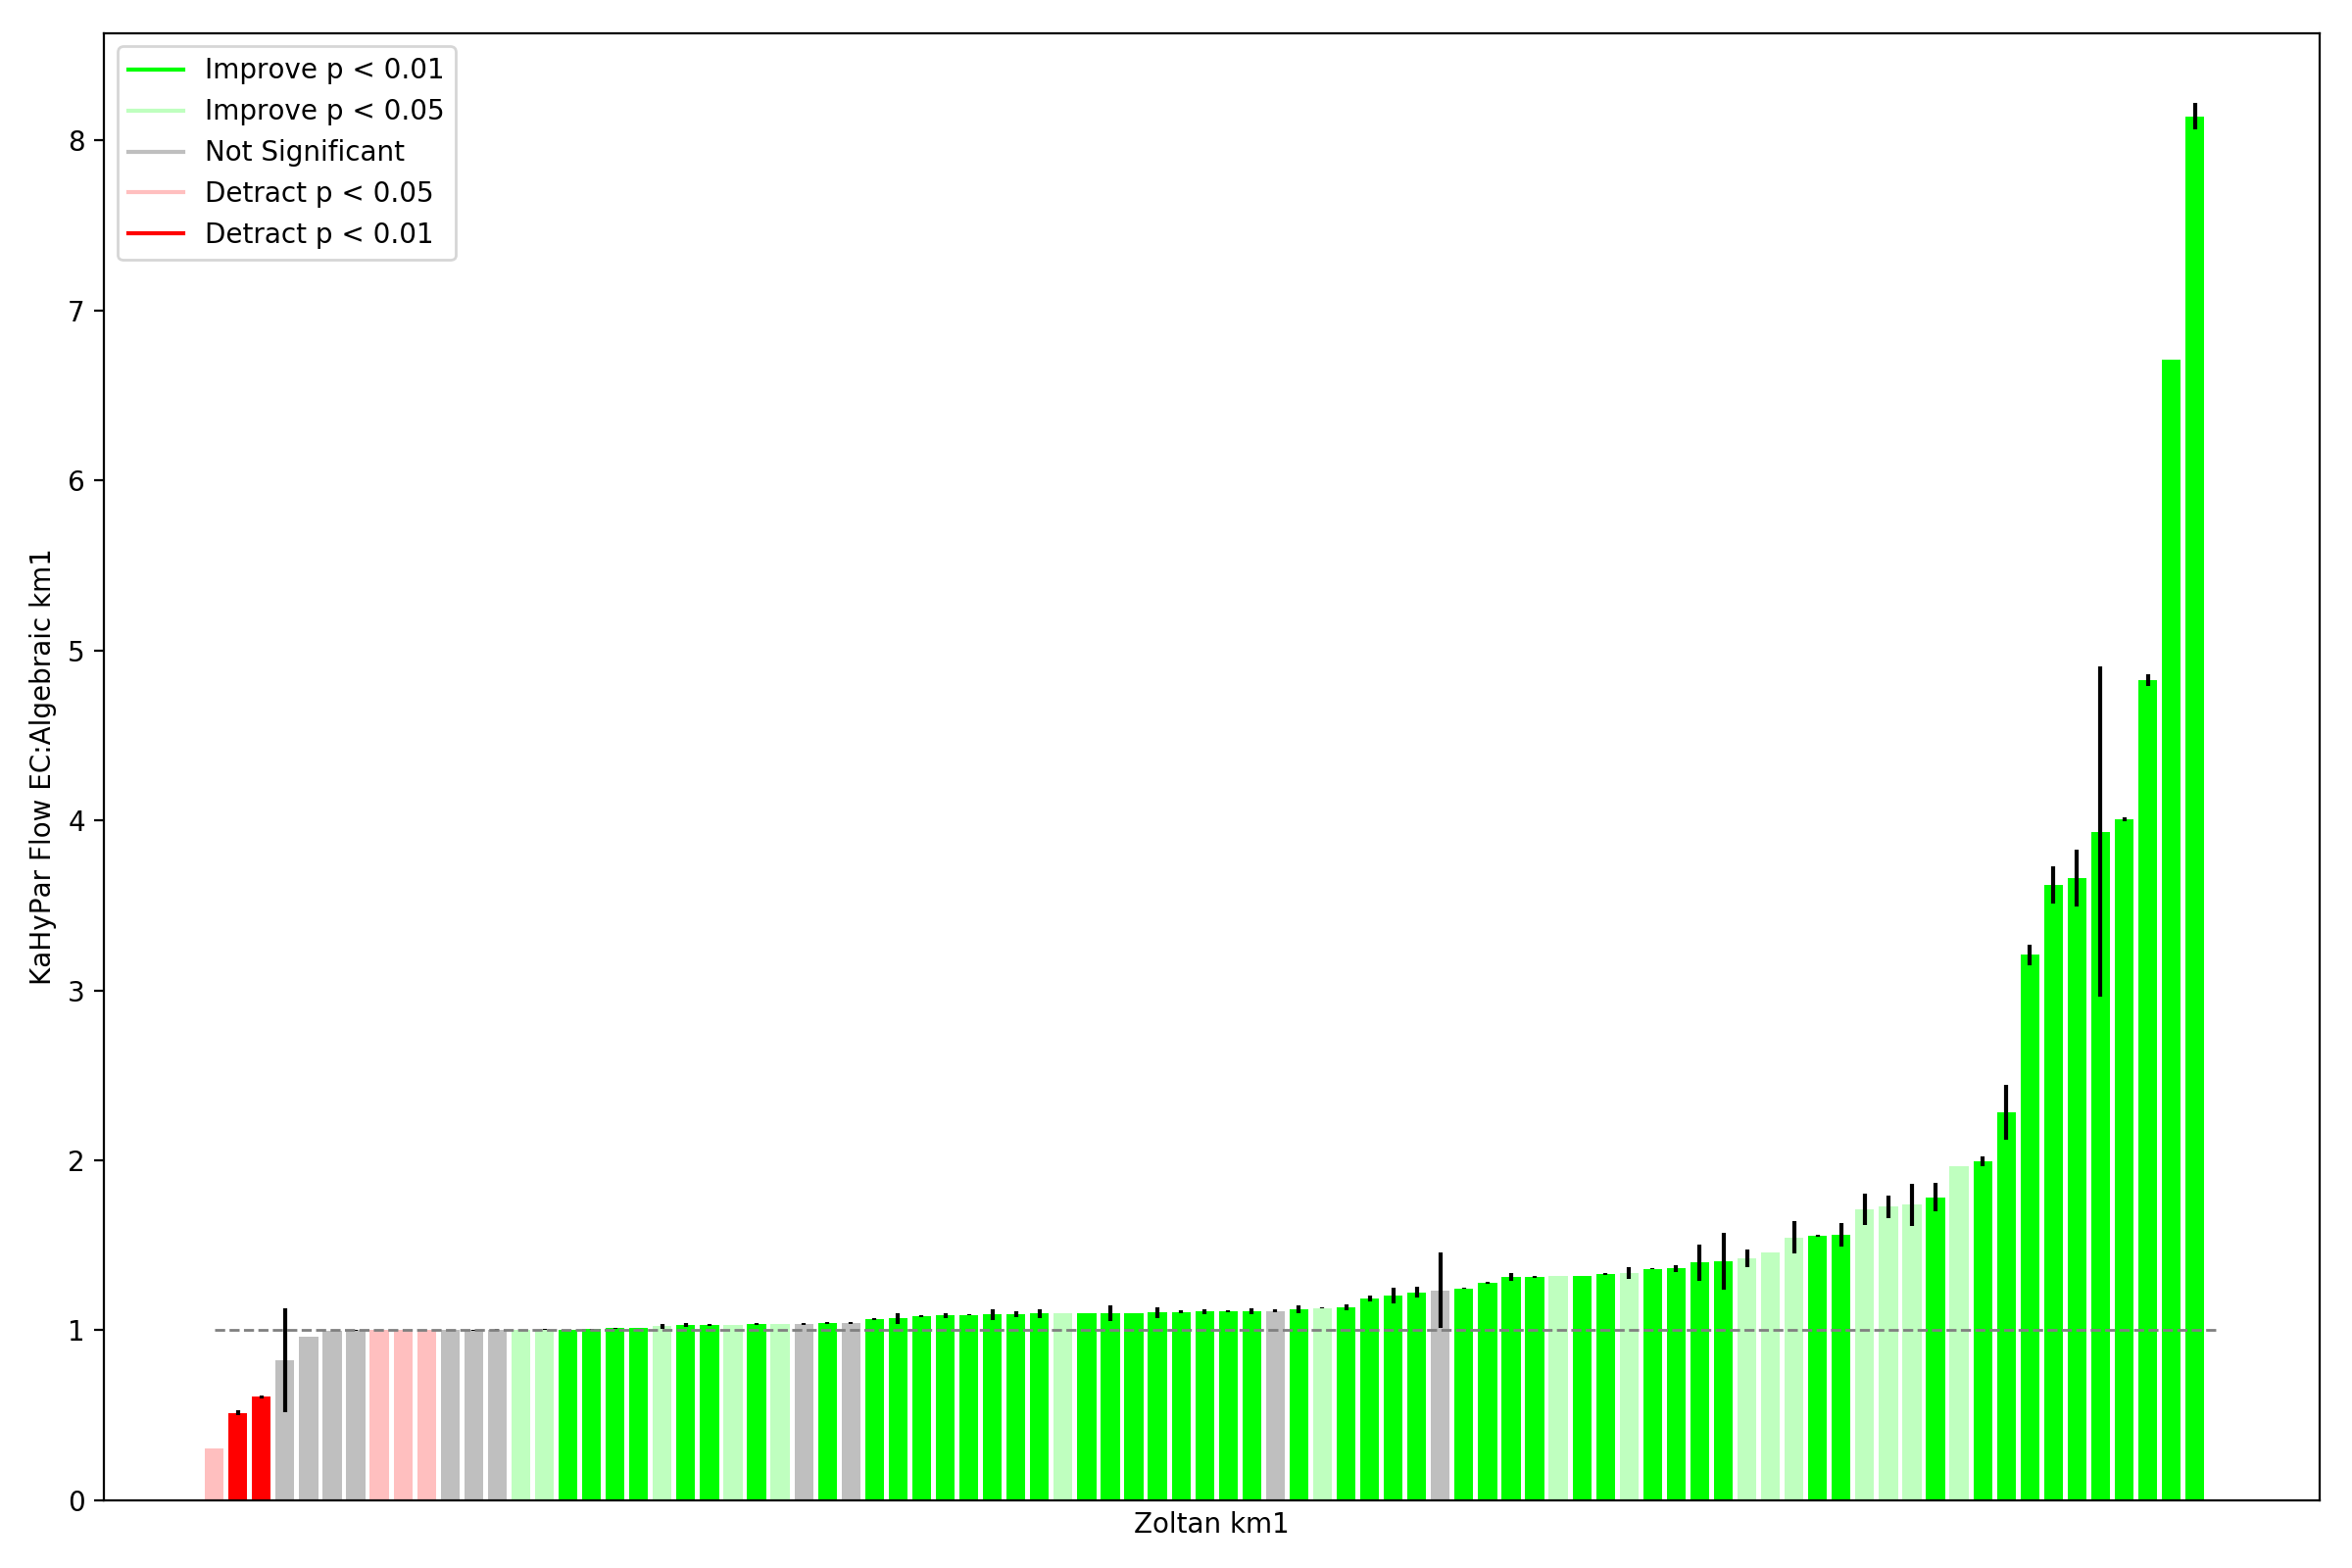 Improve p < 0.01
Improve p < 0.05
Not Significant
Detract p < 0.05
Detract p < 0.01
8
7
6
5
4
3
2
1
0
KaHyPar Flow EC:Algebraic km1
Zoltan km1